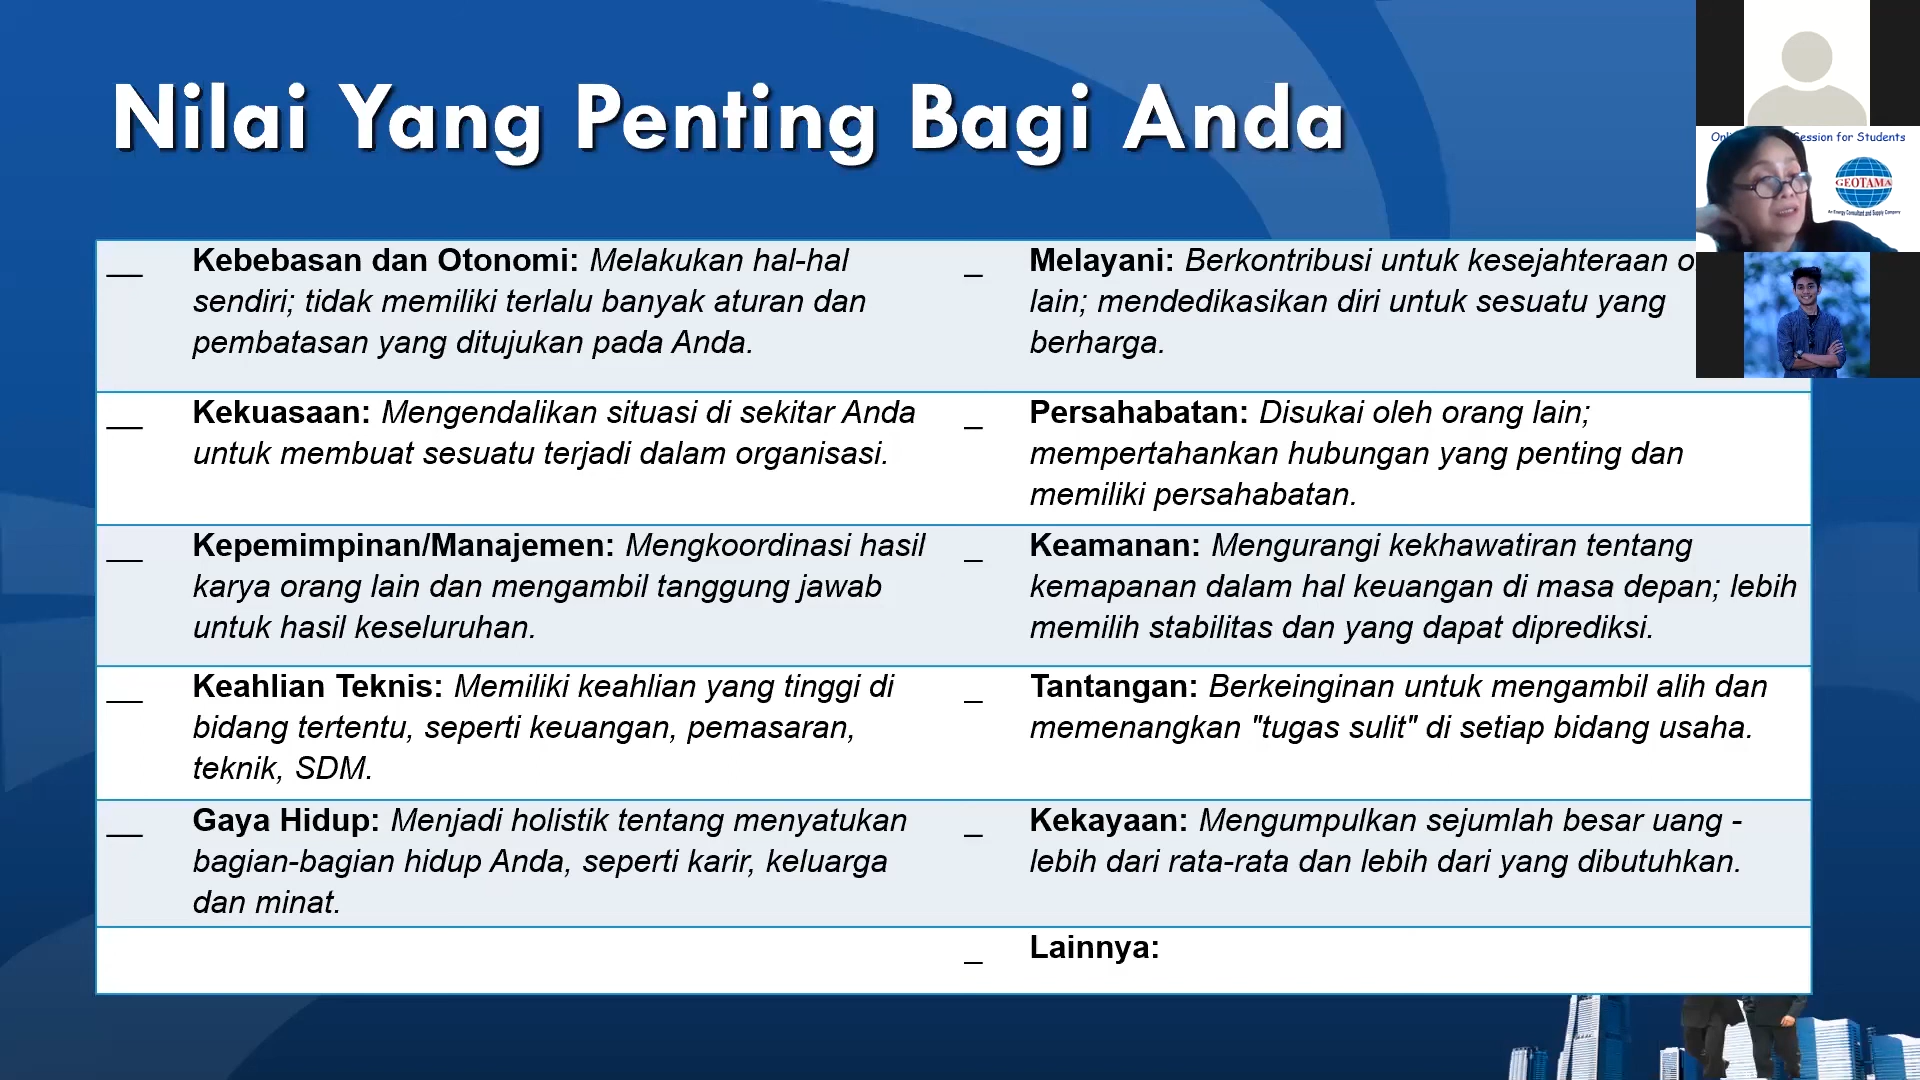 Nilai Yang Penting Bagi Anda
__ Kebebasan dan Otonomi: Melakukan hal-hal
sendiri; tidak memiliki terlalu banyak aturan dan
pembatasan yang ditujukan pada Anda.
_ Melayani: Berkontribusi untuk kesejahteraan
lain; mendedikasikan diri untuk sesuatu yang
berharga.
__ Kekuasaan: Mengendalikan situasi di sekitar Anda
untuk membuat sesuatu terjadi dalam organisasi.
_ Persahabatan: Disukai oleh orang lain;
mempertahankan hubungan yang penting dan
memiliki persahabatan.
__ Kepemimpinan/Manajemen: Mengkoordinasi hasil
karya orang lain dan mengambil tanggung jawab
untuk hasil keseluruhan.
_ Keamanan: Mengurangi kekhawatiran tentang
kemapanan dalam hal keuangan di masa depan; lebih
memilih stabilitas dan yang dapat diprediksi.
__ Keahlian Teknis: Memiliki keahlian yang tinggi di
bidang tertentu, seperti keuangan, pemasaran,
teknik, SDM.
_ Tantangan: Berkeinginan untuk mengambil alih dan
memenangkan "tugas sulit" di setiap bidang usaha.
__ Gaya Hidup: Menjadi holistik tentang menyatukan
bagian-bagian hidup Anda, seperti karir, keluarga
dan minat.
_ Kekayaan: Mengumpulkan sejumlah besar uang -
lebih dari rata-rata dan lebih dari yang dibutuhkan.
_ Lainnya:
for Students
GEOTAMA
An Energy Consultant and Supply Company